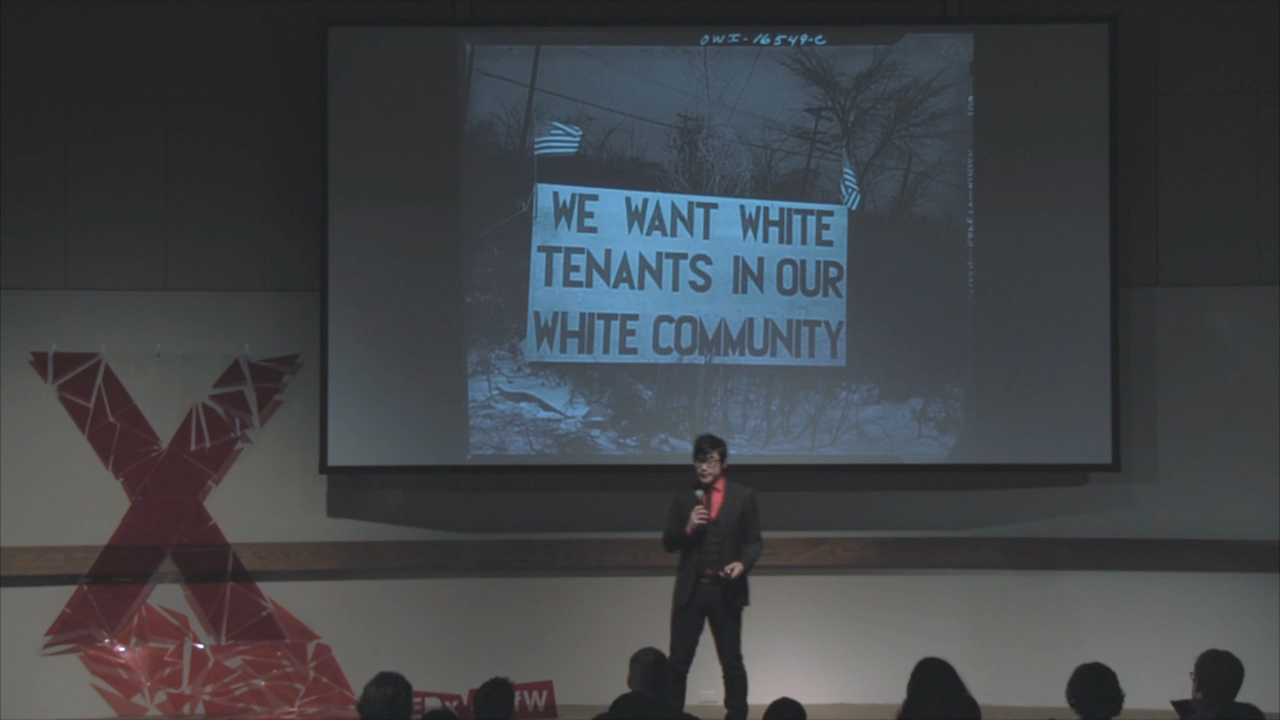 OWI-16549-C
WE WANT WHITE
TENANTS IN OUR
WHITE COMMUNITY